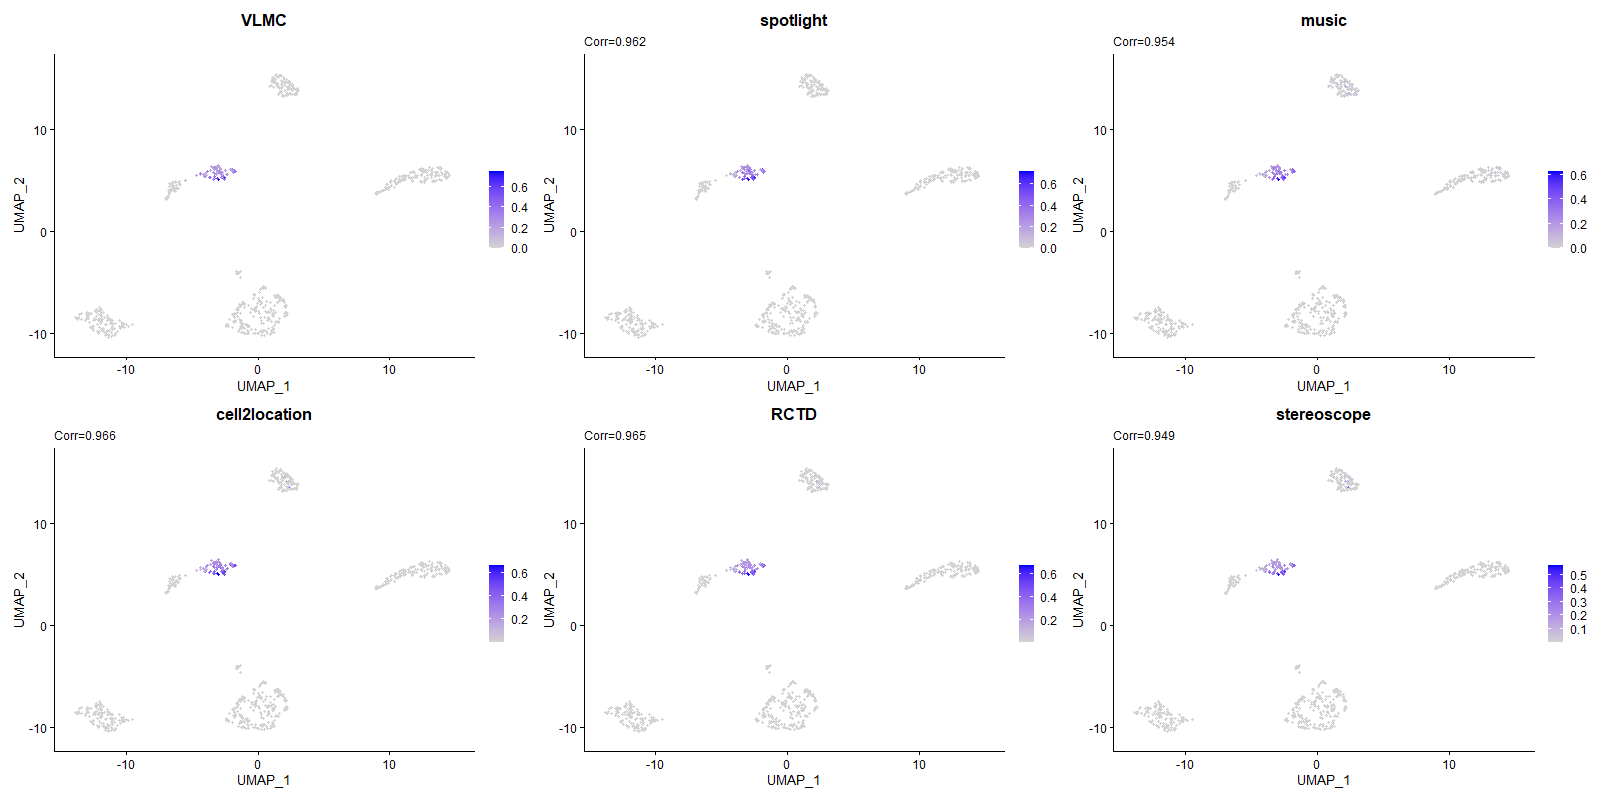 VLMC
UMAP_2
10
0
-10
-10
0
10
UMAP_1
0.6
0.4
0.2
0.0
spotlight
Corr=0.962
UMAP_2
10
0
-10
-10
0
10
UMAP_1
0.6
0.4
0.2
0.0
music
Corr=0.954
UMAP_2
10
0
-10
-10
0
10
UMAP_1
0.6
0.4
0.2
0.0
cell2location
Corr=0.966
UMAP_2
10
0
-10
-10
0
10
UMAP_1
0.6
0.4
0.2
RCTD
Corr=0.965
UMAP_2
10
0
-10
-10
0
10
UMAP_1
0.6
0.4
0.2
stereoscope
Corr=0.949
UMAP_2
10
0
-10
-10
0
10
UMAP_1
0.5
0.4
0.3
0.2
0.1